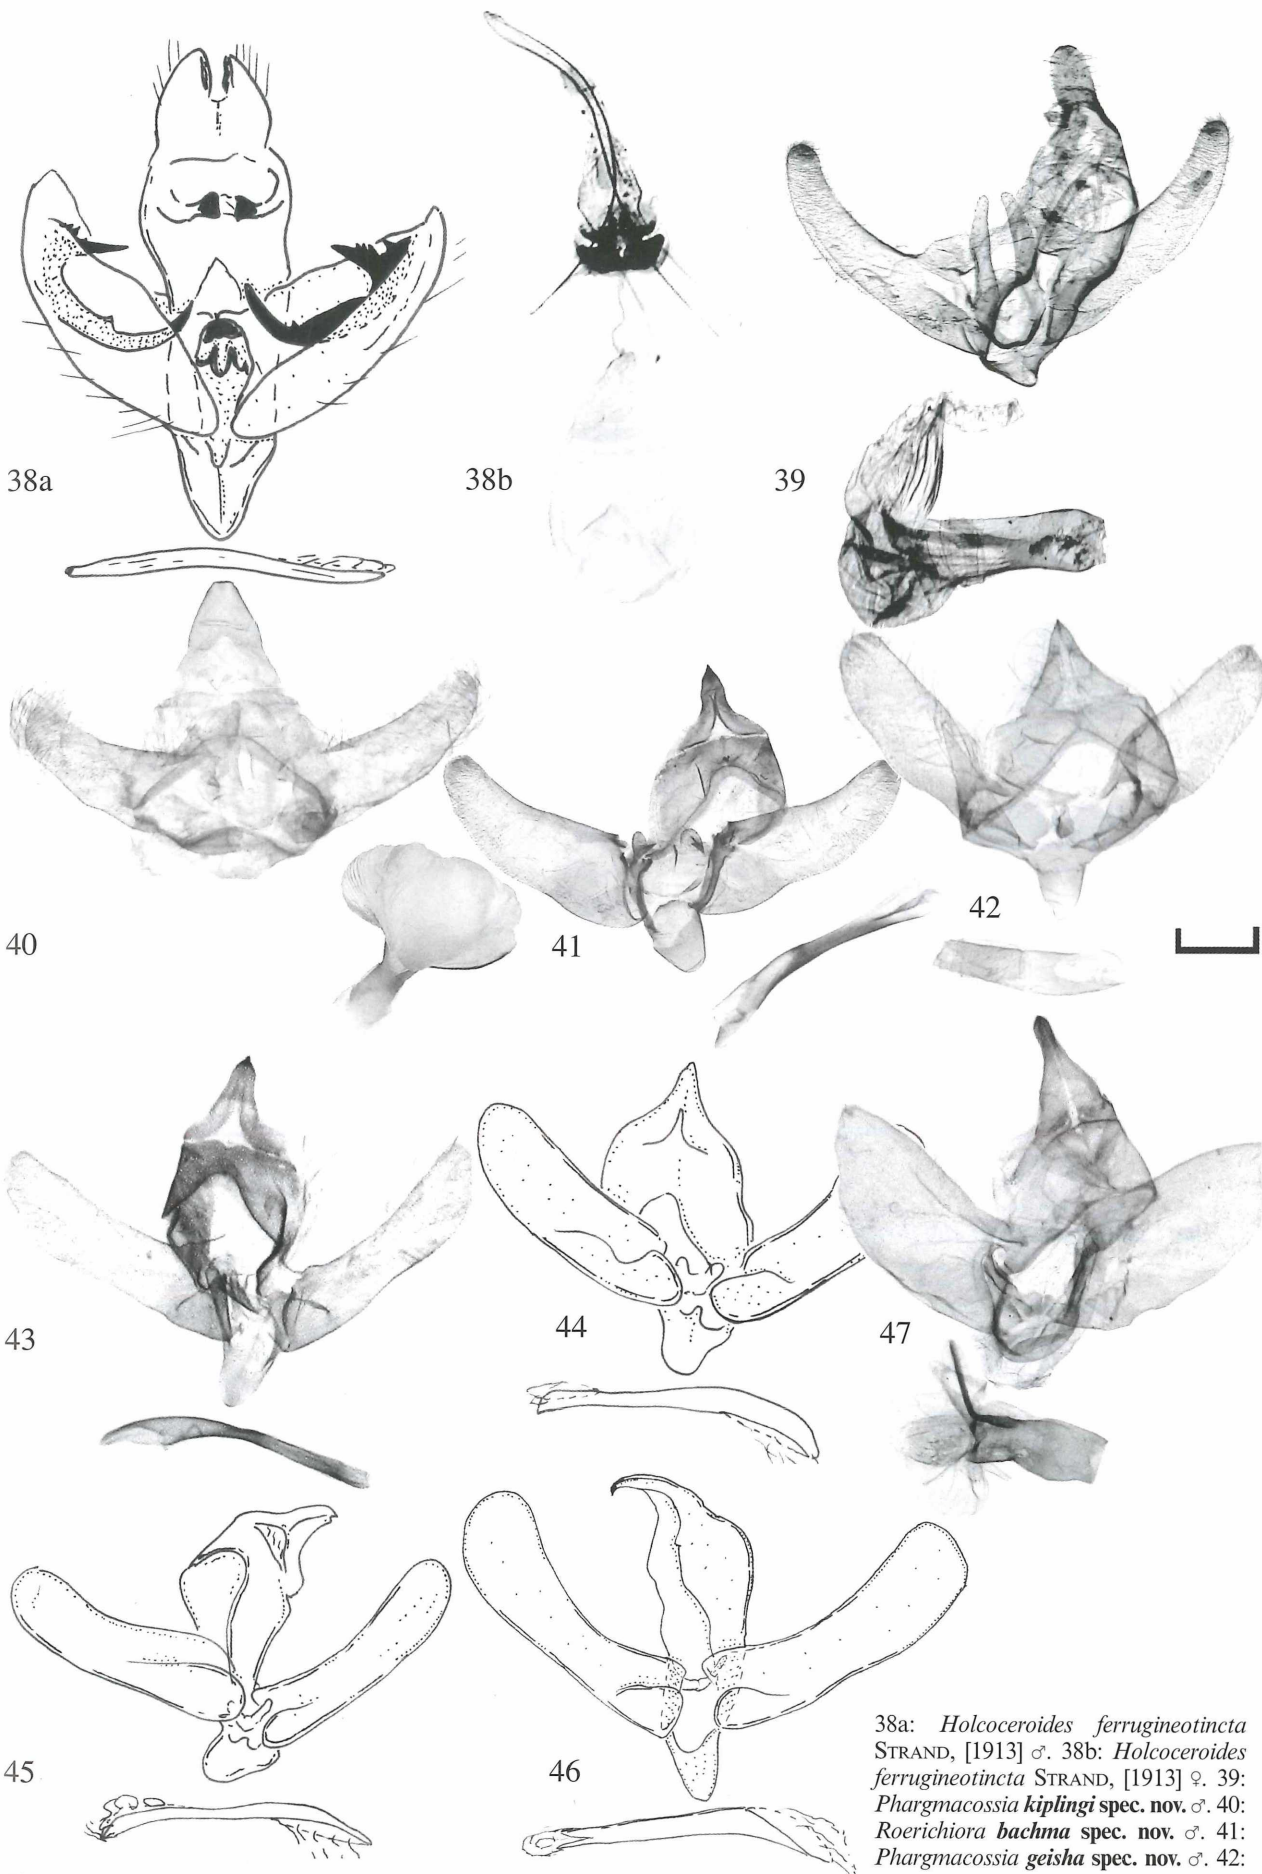 38a
38b
39
40
41
42
43
44
47
45
46
38a: Holcoceroides ferrugineotincta
STRAND, [1913] ♂. 38b: Holcoceroides
ferrugineotincta STRAND, [1913] ♀. 39:
Phargmacossia kiplingi spec. nov. ♂. 40:
Roerichiora bachma spec. nov. ♂. 41:
Phargmacossia geisha spec. nov. ♂. 42: